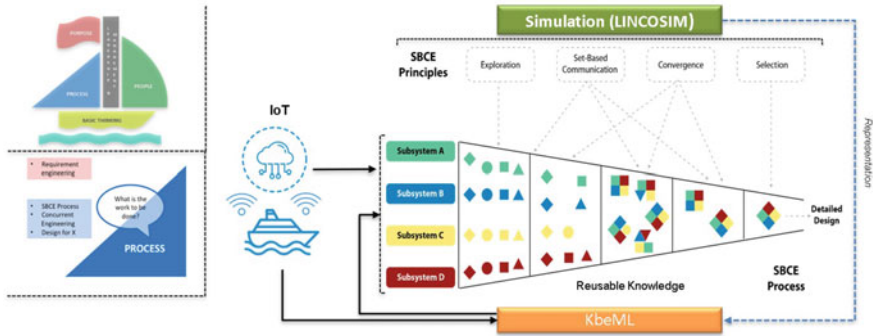 PURPOSE
PROCESS
PEOPLE
BASIC THINKING
• Requirement
engineering
• SBCE Process
• Concurrent
Engineering
Design for X
What is the
work to be
done?
PROCESS
IoT
Simulation (LINCOSIM)
SBCE
Principles
Exploration
Set-Based
Communication
Convergence
Selection
Subsystem A
Subsystem B
Subsystem C
Subsystem D
Detailed
Design
Reusable Knowledge
SBCE
Process
KbeML
Representation